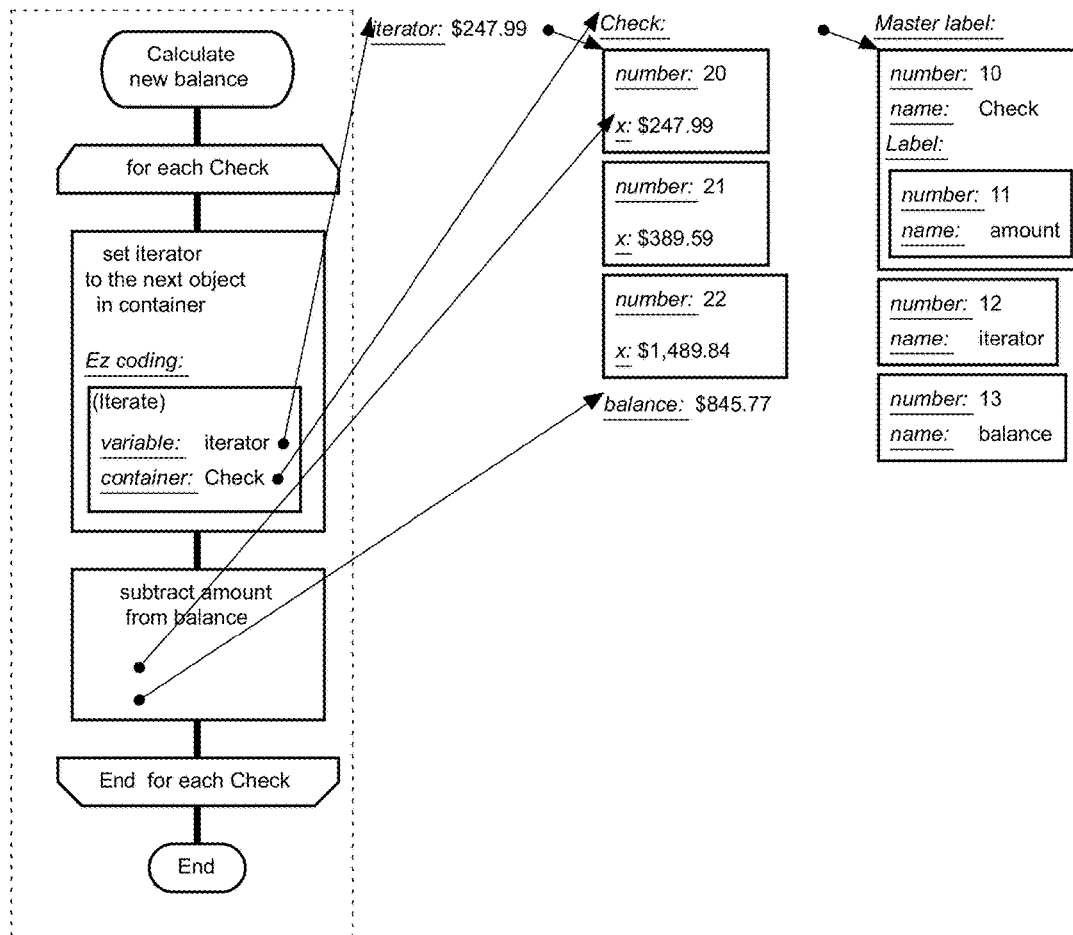 Calculate
new balance
for each Check
set iterator
to the next object
in container
Ez coding:
(Iterate)
variable: iterator
container: Check
subtract amount
from balance
End for each Check
End
iterator: $247.99
Check:
number: 20
x: $247.99
number: 21
x: $389.59
number: 22
x: $1,489.84
balance: $845.77
Master label:
number: 10
name: Check
Label:
number: 11
name: amount
number: 12
name: iterator
number: 13
name: balance